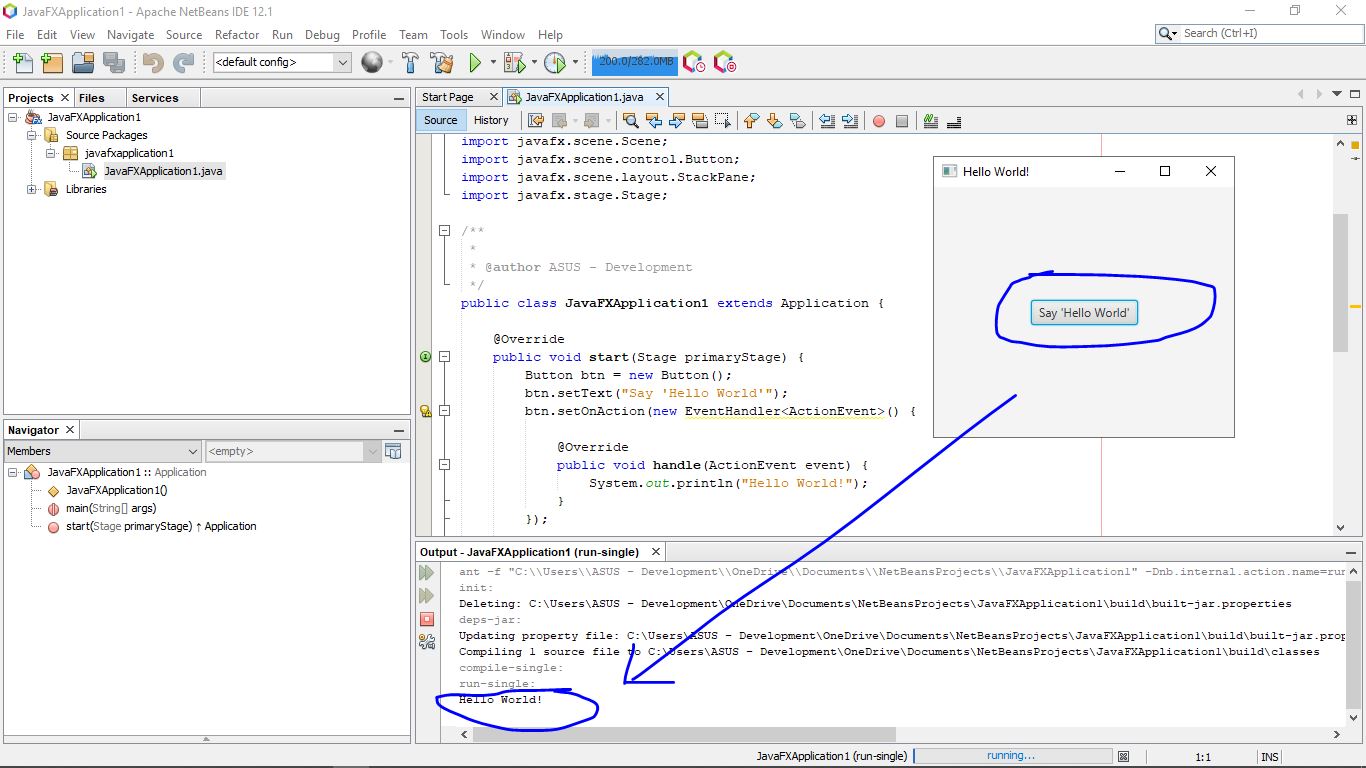 JavaFXApplication1 - Apache NetBeans IDE 12.1
File Edit View Navigate Source Refactor Run Debug Profile Team Tools Window Help
Search (Ctrl+I)
<default config>
200.0/282.0MB
Projects Files Services
JavaFXApplication1
Source Packages
javafxapplication1
JavaFXApplication1.java
Libraries
Navigator
Members
<empty>
JavaFXApplication1 :: Application
JavaFXApplication1()
main(String[] args)
start(Stage primaryStage) ↑ Application
Start Page JavaFXApplication1.java
Source History
import javafx.scene.Scene;
import javafx.scene.control.Button;
import javafx.scene.layout.StackPane;
import javafx.stage.Stage;
/**
*
* @author ASUS - Development
*/
public class JavaFXApplication1 extends Application {
@Override
public void start(Stage primaryStage) {
Button btn = new Button();
btn.setText("Say 'Hello World'");
btn.setOnAction(new EventHandler<ActionEvent>() {
@Override
public void handle(ActionEvent event) {
System.out.println("Hello World!");
}
});
Hello World!
Say 'Hello World'
Output - JavaFXApplication1 (run-single)
ant -f "C:\\Users\\ASUS - Development\\OneDrive\\Documents\\NetBeansProjects\\JavaFXApplication1" -Dnb.internal.action.name=run
init:
Deleting: C:\Users\ASUS - Development\OneDrive\Documents\NetBeansProjects\JavaFXApplication1\build\built-jar.properties
deps-jar:
Updating property file: C:\Users\ASUS - Development\OneDrive\Documents\NetBeansProjects\JavaFXApplication1\build\built-jar.prop
Compiling 1 source file to C:\Users\ASUS - Development\OneDrive\Documents\NetBeansProjects\JavaFXApplication1\build\classes
compile-single:
run-single:
Hello World!
JavaFXApplication1 (run-single) running... 1:1 INS